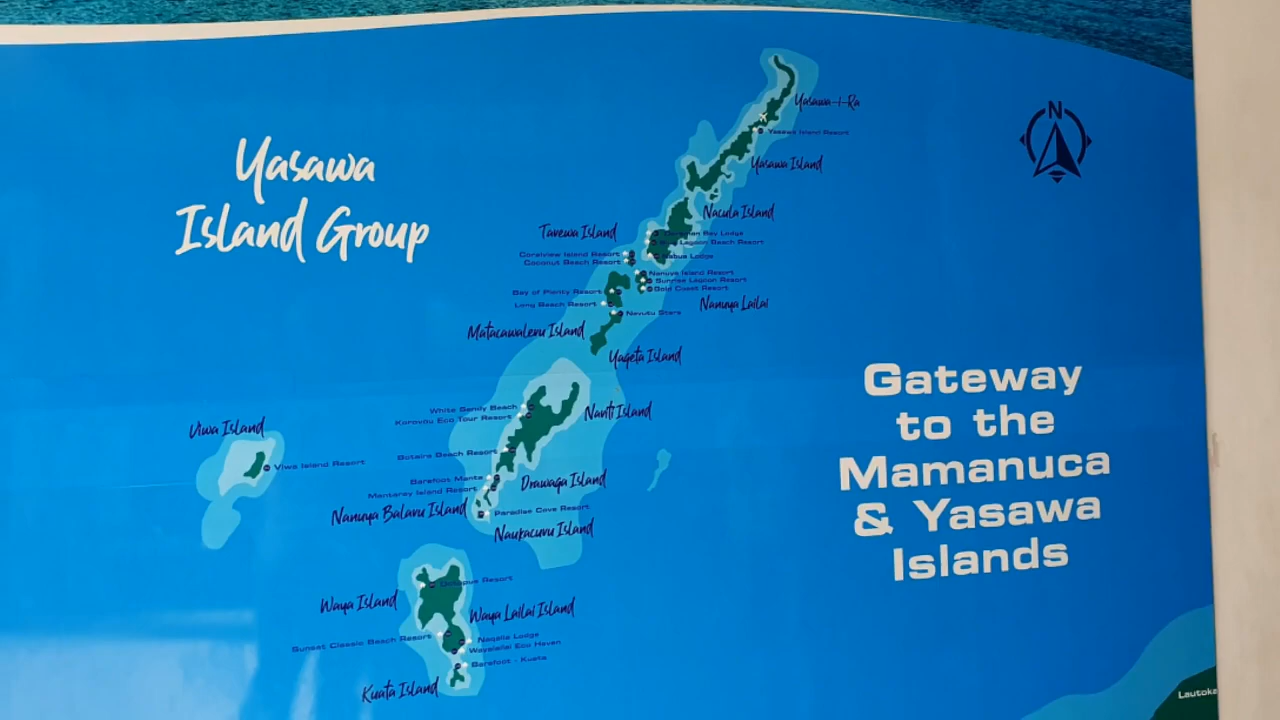 Yasawa
Island Group
N
Yasawa-i-Ra
Yasawa Island Resort
Yasawa Island
Nacula Island
Tavewa Island
Bay Lodge
Blue Lagoon Beach Resort
Coralview Island Resort
Nabua Lodge
Coconut Beach Resort
Nanuya Island Resort
Sunrise Lagoon Resort
Gold Coast Resort
Bay of Plenty Resort
Nanuya Lailai
Long Beach Resort
Navutu Stars
Matacawalevu Island
Yaqeta Island
Gateway
to the
Mamanuca
& Yasawa
Islands
White Sandy Beach
Korovou Eco Tour Resort
Naviti Island
Viwa Island
Botaira Beach Resort
Viwa Island Resort
Barefoot Manta
Drawaqa Island
Mantaray Island Resort
Nanuya Balavu Island
Paradise Cove Resort
Naukacuvu Island
Octopus Resort
Waya Island
Waya Lailai Island
Sunset Classic Beach Resort
Naqalia Lodge
Wayalailai Eco Haven
Barefoot - Kuata
Kuata Island
Lautoka